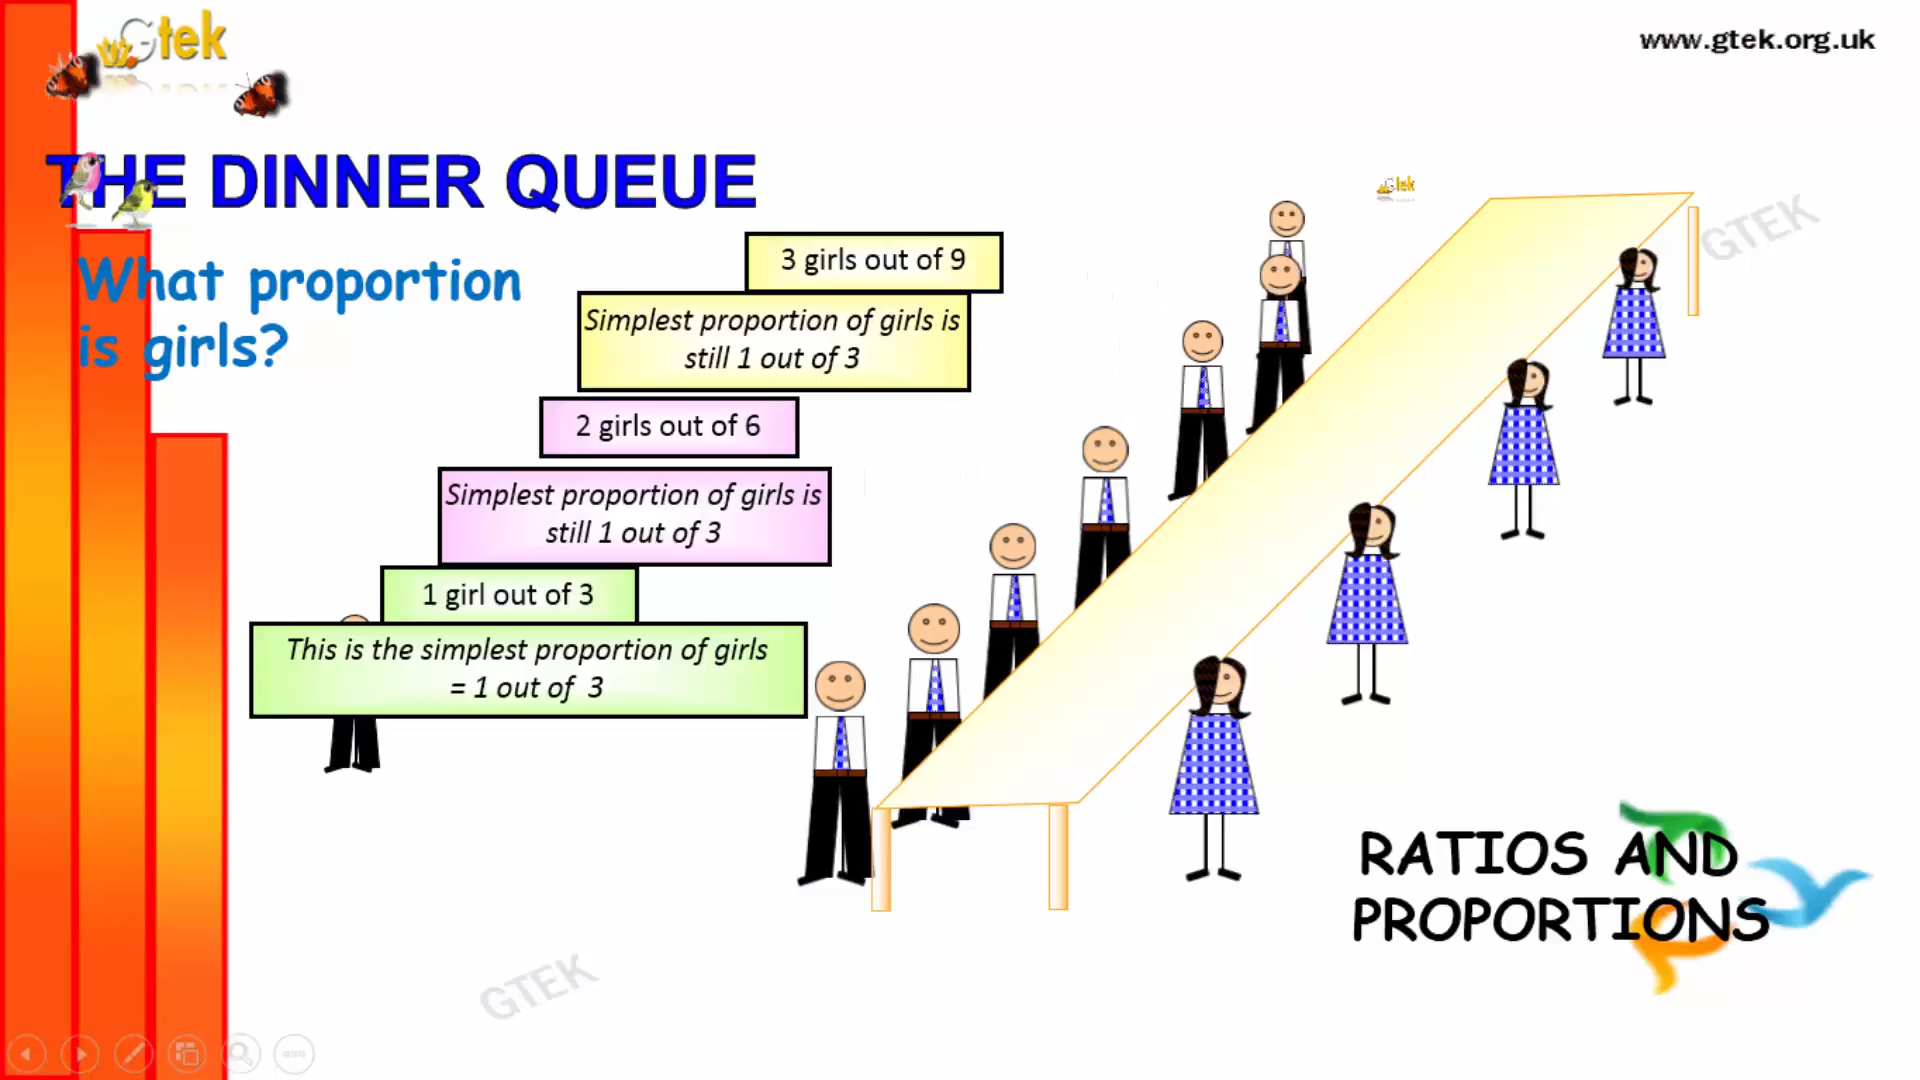 Gtek
www.gtek.org.uk
THE DINNER QUEUE
What proportion
is girls?
3 girls out of 9
Simplest proportion of girls is
still 1 out of 3
2 girls out of 6
Simplest proportion of girls is
still 1 out of 3
1 girl out of 3
This is the simplest proportion of girls
= 1 out of 3
Gtek
GTEK
RATIOS AND
PROPORTIONS
GTEK